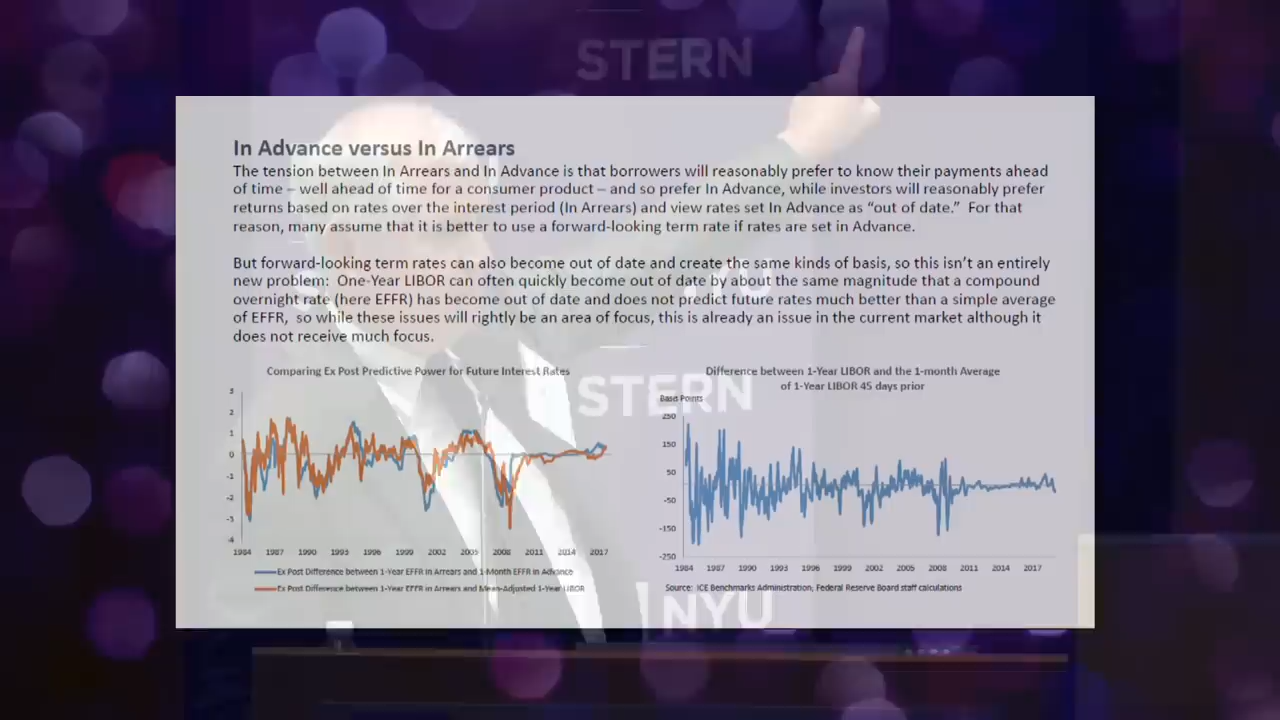 STERN
In Advance versus In Arrears
The tension between In Arrears and In Advance is that borrowers will reasonably prefer to know their payments ahead
of time – well ahead of time for a consumer product – and so prefer In Advance, while investors will reasonably prefer
returns based on rates over the interest period (In Arrears) and view rates set In Advance as “out of date.” For that
reason, many assume that it is better to use a forward-looking term rate if rates are set in Advance.
But forward-looking term rates can also become out of date and create the same kinds of basis, so this isn’t an entirely
new problem: One-Year LIBOR can often quickly become out of date by about the same magnitude that a compound
overnight rate (here EFFR) has become out of date and does not predict future rates much better than a simple average
of EFFR, so while these issues will rightly be an area of focus, this is already an issue in the current market although it
does not receive much focus.
Comparing Ex Post Predictive Power for Future Interest Rates
3
2
1
0
-1
-2
-3
-4
1984 1987 1990 1993 1996 1999 2002 2005 2008 2011 2014 2017
Ex Post Difference between 1-Year EFFR in Arrears and 1-Month EFFR in Advance
Ex Post Difference between 1-Year EFFR in Arrears and Mean-Adjusted 1-Year LIBOR
Difference between 1-Year LIBOR and the 1-month Average
of 1-Year LIBOR 45 days prior
Basis Points
250
150
50
-50
-150
-250
1984 1987 1990 1993 1996 1999 2002 2005 2008 2011 2014 2017
Source: ICE Benchmarks Administration; Federal Reserve Board staff calculations
NYU
STERN
NYU